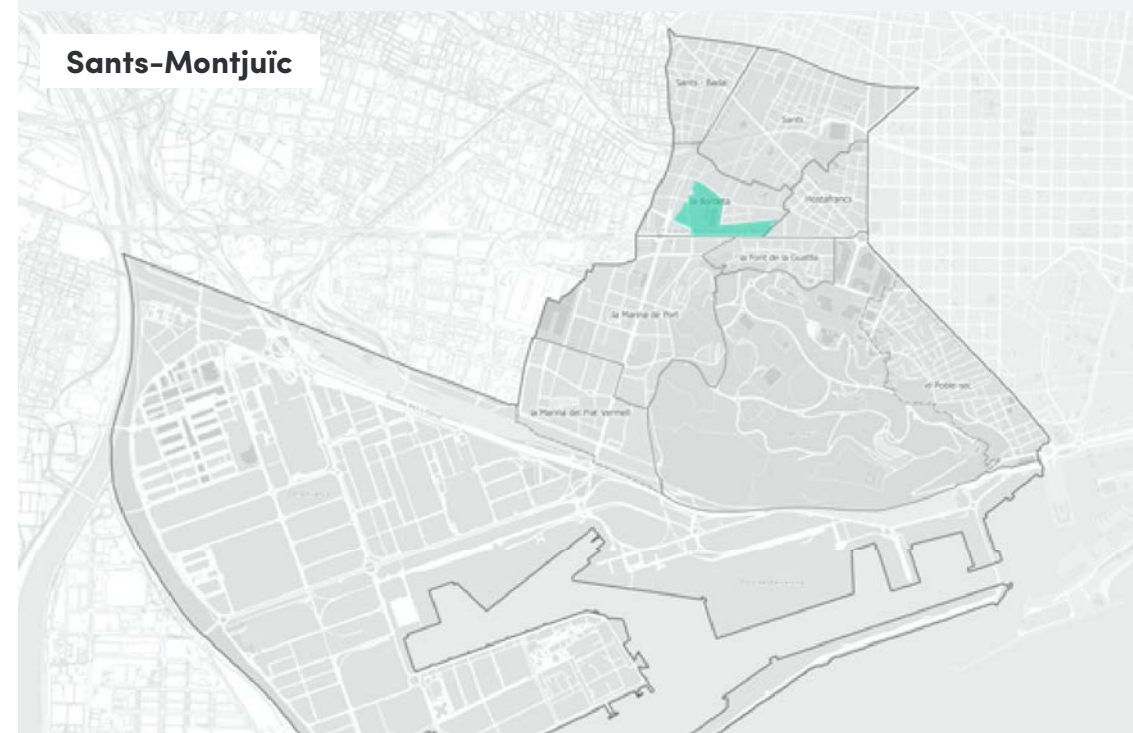 Sants-Montjuïc
Sants - Badal
Sants
la Bordeta
Hostafrancs
la Font de la Guatlla
la Marina de Port
el Poble-sec
la Marina del Prat Vermell